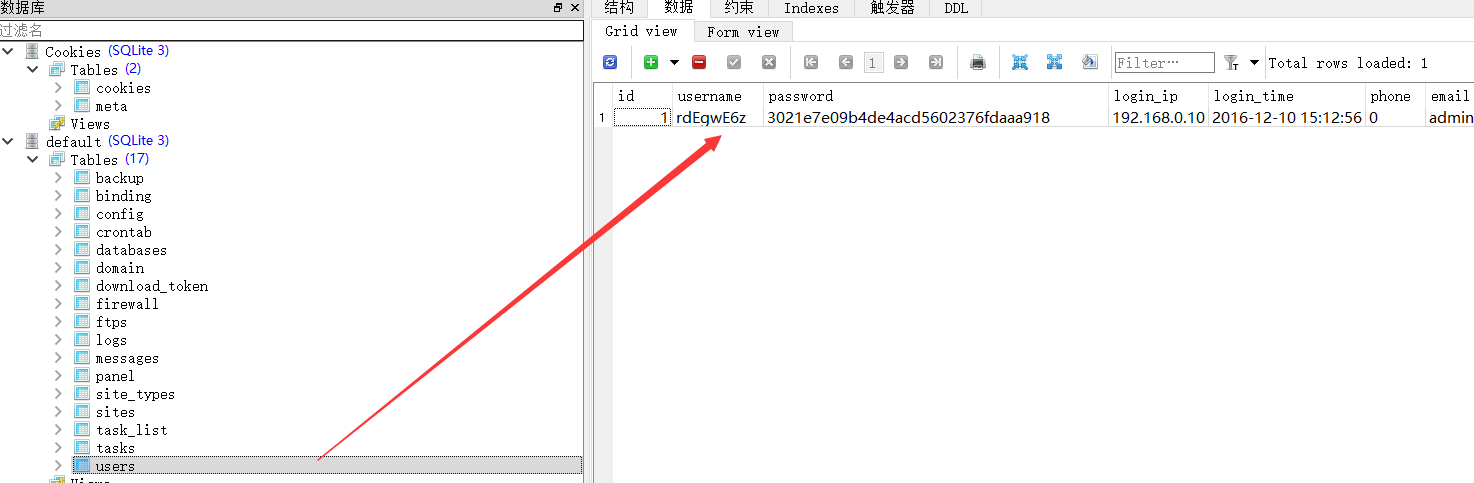 数据库
过滤名
Cookies (SQLite 3)
Tables (2)
cookies
meta
Views
default (SQLite 3)
Tables (17)
backup
binding
config
crontab
databases
domain
download_token
firewall
ftps
logs
messages
panel
site_types
sites
task_list
tasks
users
Views
结构 数据 约束 Indexes 触发器 DDL
Grid view Form view
1 Filter… Total rows loaded: 1
id username password login_ip login_time phone email
1 1 rdEgwE6z 3021e7e09b4de4acd5602376fdaaa918 192.168.0.10 2016-12-10 15:12:56 0 admin